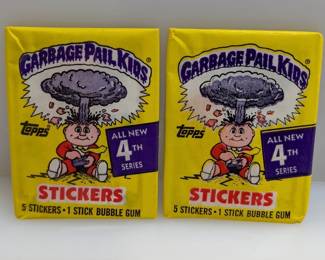 GARBAGE PAIL KIDS
topps
ALL NEW
4TH
SERIES
STICKERS
5 STICKERS • 1 STICK BUBBLE GUM
GARBAGE PAIL KIDS
topps
ALL NEW
4TH
SERIES
STICKERS
5 STICKERS • 1 STICK BUBBLE GUM